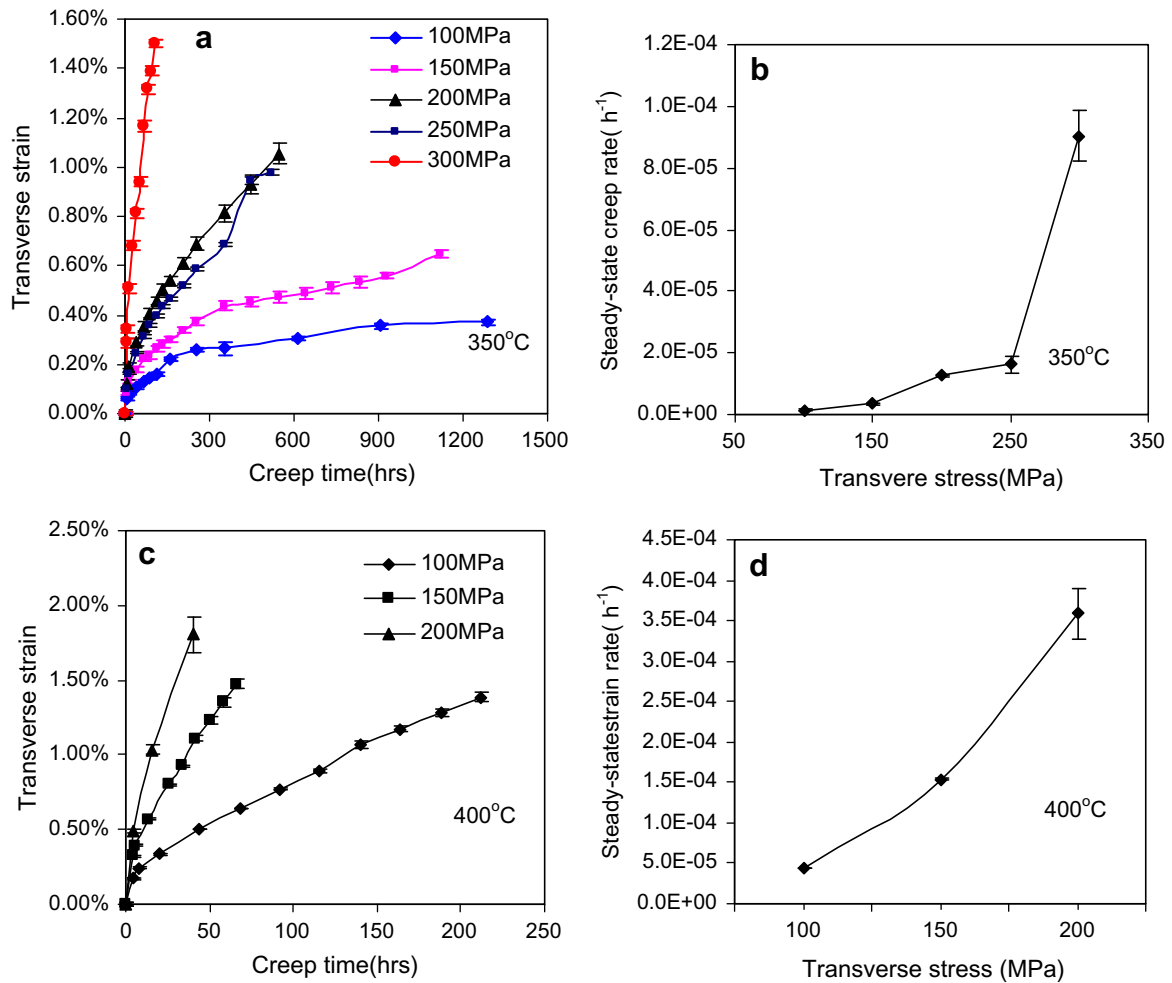 a
1.60%
1.40%
1.20%
1.00%
0.80%
0.60%
0.40%
0.20%
0.00%
Transverse strain
100MPa
150MPa
200MPa
250MPa
300MPa
350°C
0 300 600 900 1200 1500
Creep time(hrs)
b
1.2E-04
1.0E-04
8.0E-05
6.0E-05
4.0E-05
2.0E-05
0.0E+00
Steady-state creep rate( h-1)
350°C
50 150 250 350
Transvere stress(MPa)
c
2.50%
2.00%
1.50%
1.00%
0.50%
0.00%
Transverse strain
100MPa
150MPa
200MPa
400°C
0 50 100 150 200 250
Creep time(hrs)
d
4.5E-04
4.0E-04
3.5E-04
3.0E-04
2.5E-04
2.0E-04
1.5E-04
1.0E-04
5.0E-05
0.0E+00
Steady-statestrain rate( h-1)
400°C
100 150 200
Transverse stress (MPa)